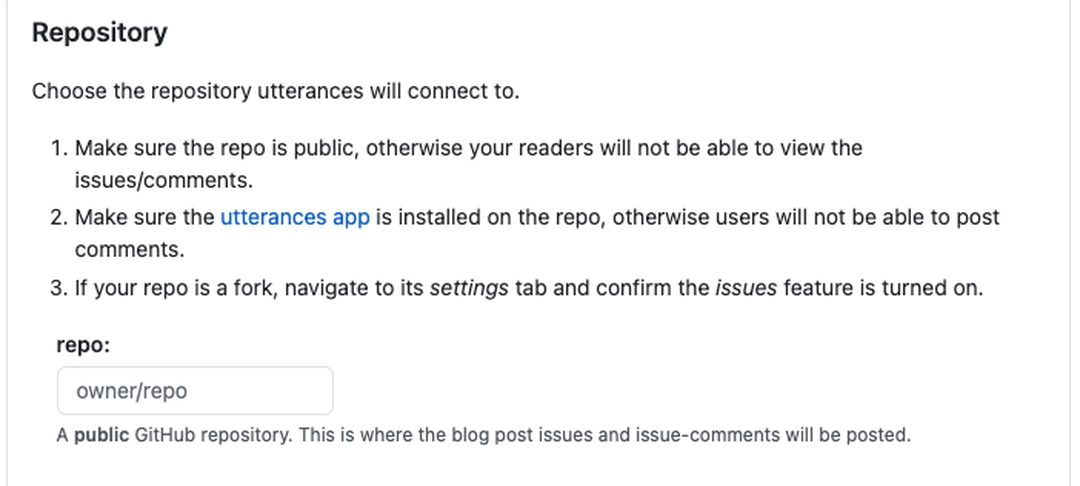 Repository
Choose the repository utterances will connect to.
1. Make sure the repo is public, otherwise your readers will not be able to view the
issues/comments.
2. Make sure the utterances app is installed on the repo, otherwise users will not be able to post
comments.
3. If your repo is a fork, navigate to its settings tab and confirm the issues feature is turned on.
repo:
owner/repo
A public GitHub repository. This is where the blog post issues and issue-comments will be posted.